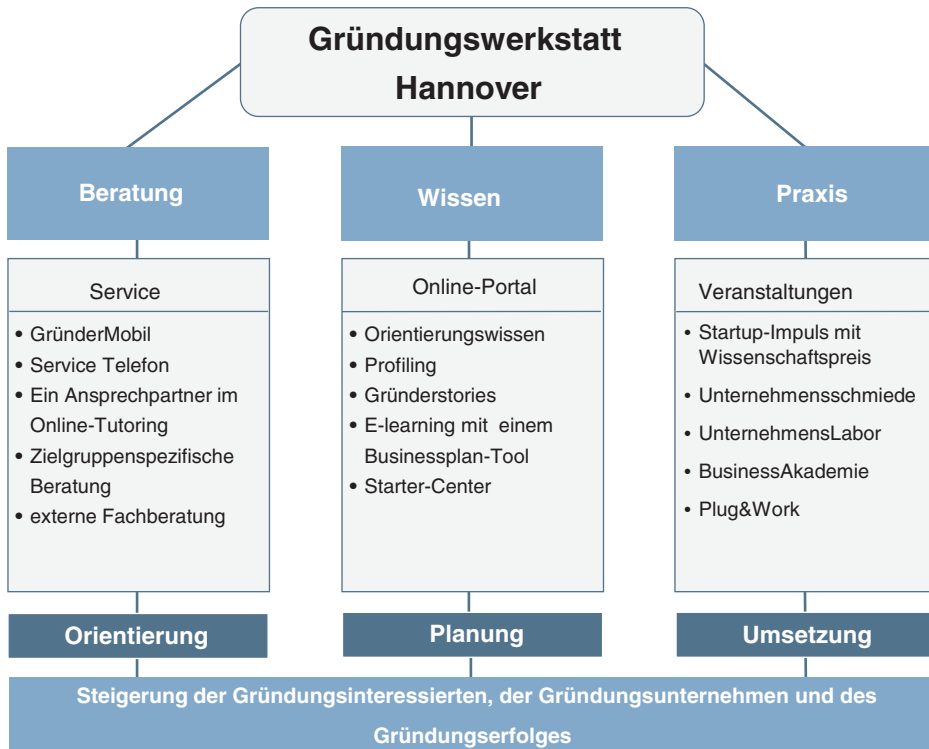 Gründungswerkstatt
Hannover
Beratung
Service
• GründerMobil
• Service Telefon
• Ein Ansprechpartner im
Online-Tutoring
• Zielgruppenspezifische
Beratung
• externe Fachberatung
Orientierung
Wissen
Online-Portal
• Orientierungswissen
• Profiling
• Gründerstories
• E-learning mit einem
Businessplan-Tool
• Starter-Center
Planung
Praxis
Veranstaltungen
• Startup-Impuls mit
Wissenschaftspreis
• Unternehmensschmiede
• UnternehmensLabor
• BusinessAkademie
• Plug&Work
Umsetzung
Steigerung der Gründungsinteressierten, der Gründungsunternehmen und des
Gründungserfolges